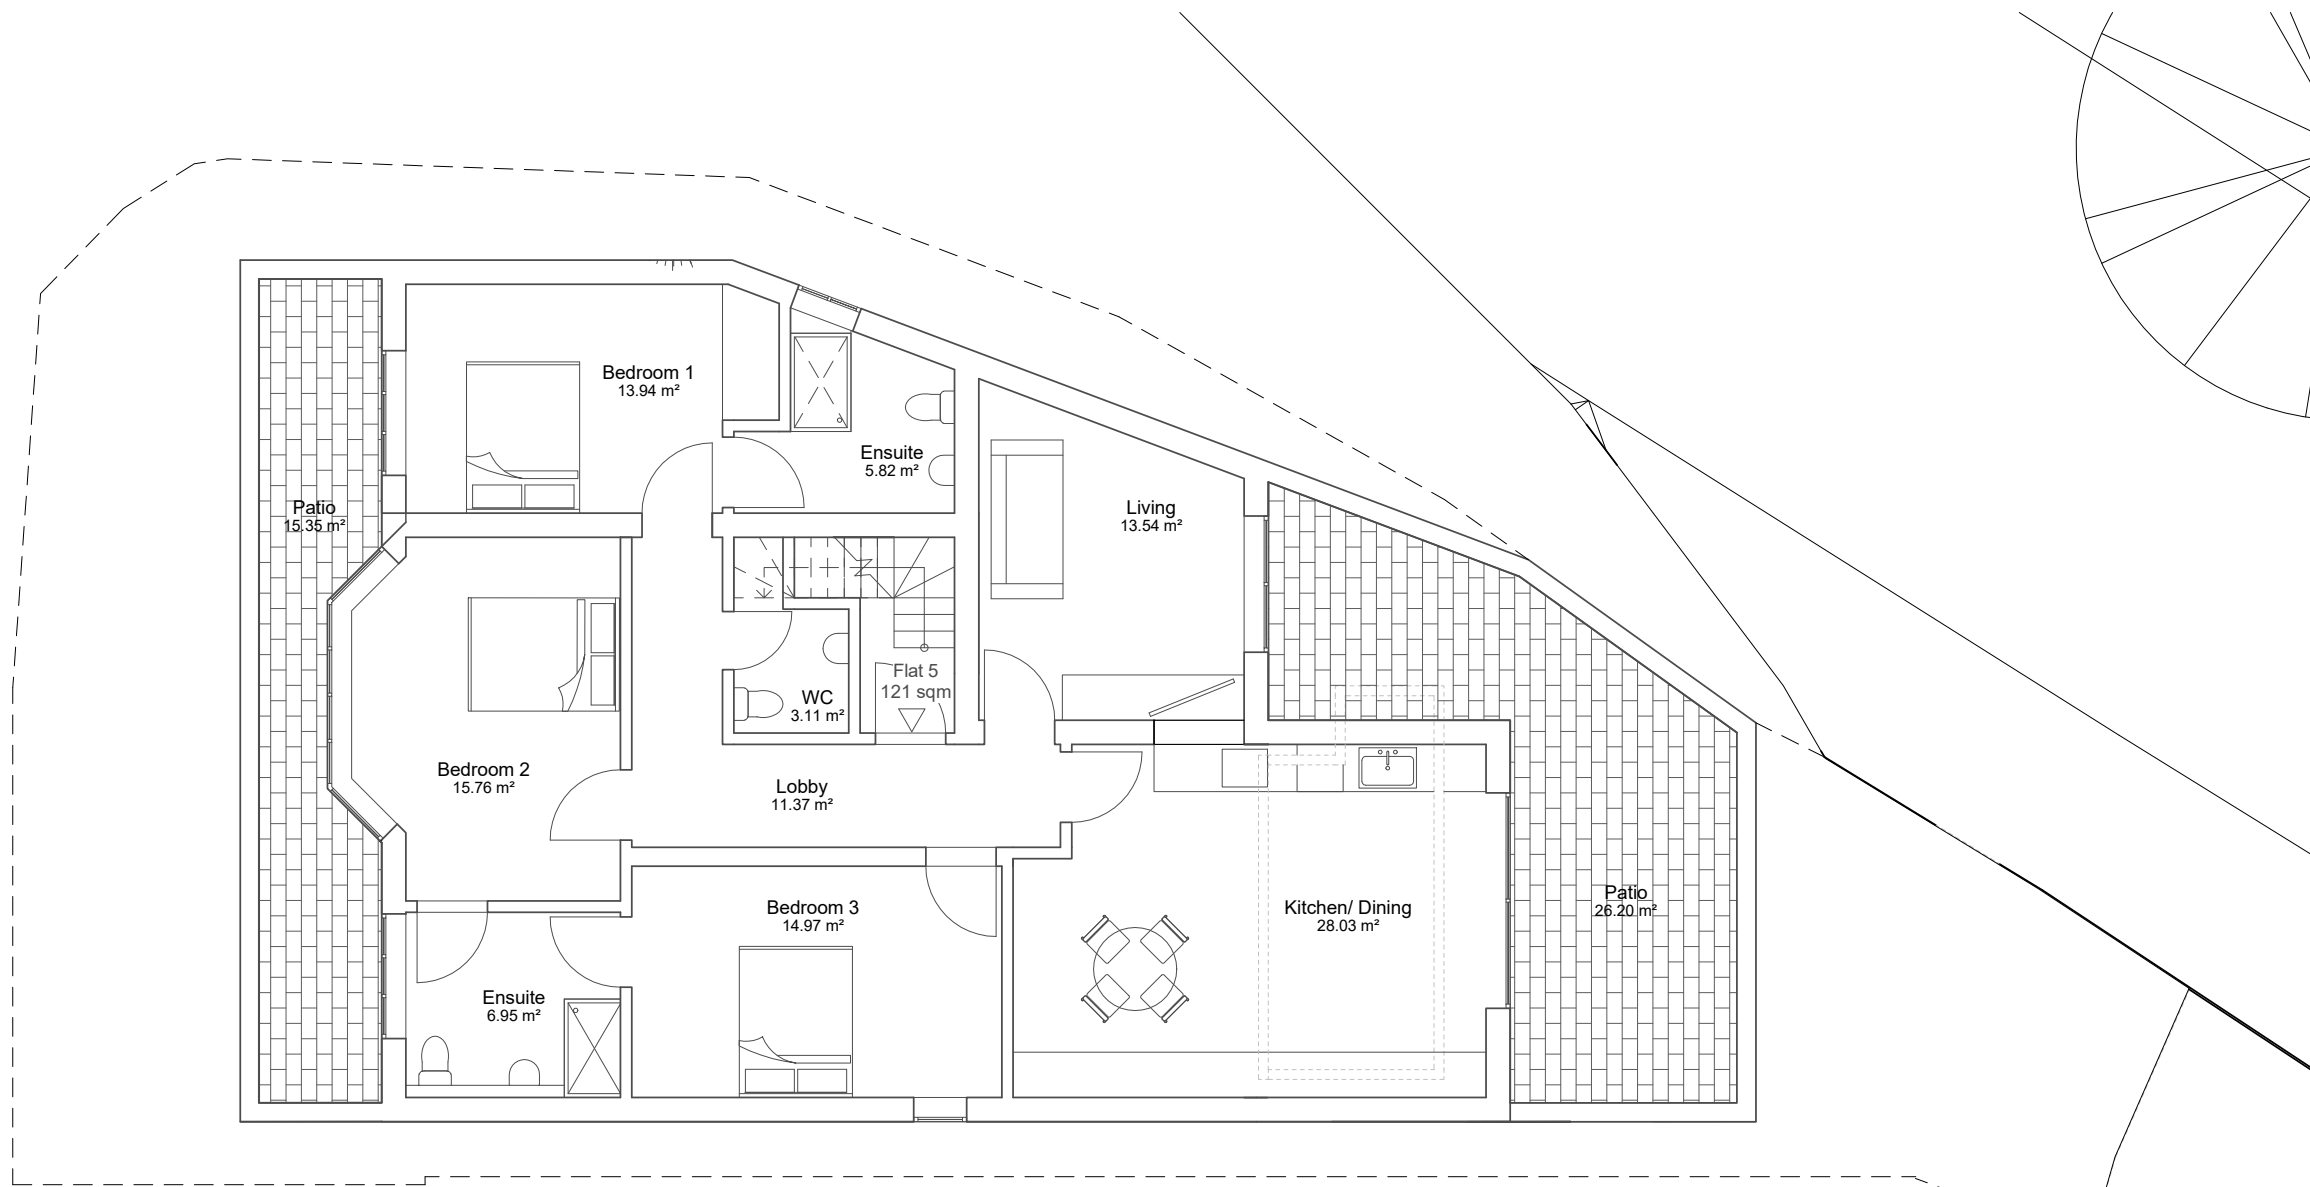 Bedroom 1
13.94 m²
Ensuite
5.82 m²
Patio
15.35 m²
Living
13.54 m²
Flat 5
121 sqm
WC
3.11 m²
Bedroom 2
15.76 m²
Lobby
11.37 m²
Bedroom 3
14.97 m²
Kitchen/ Dining
28.03 m²
Patio
26.20 m²
Ensuite
6.95 m²